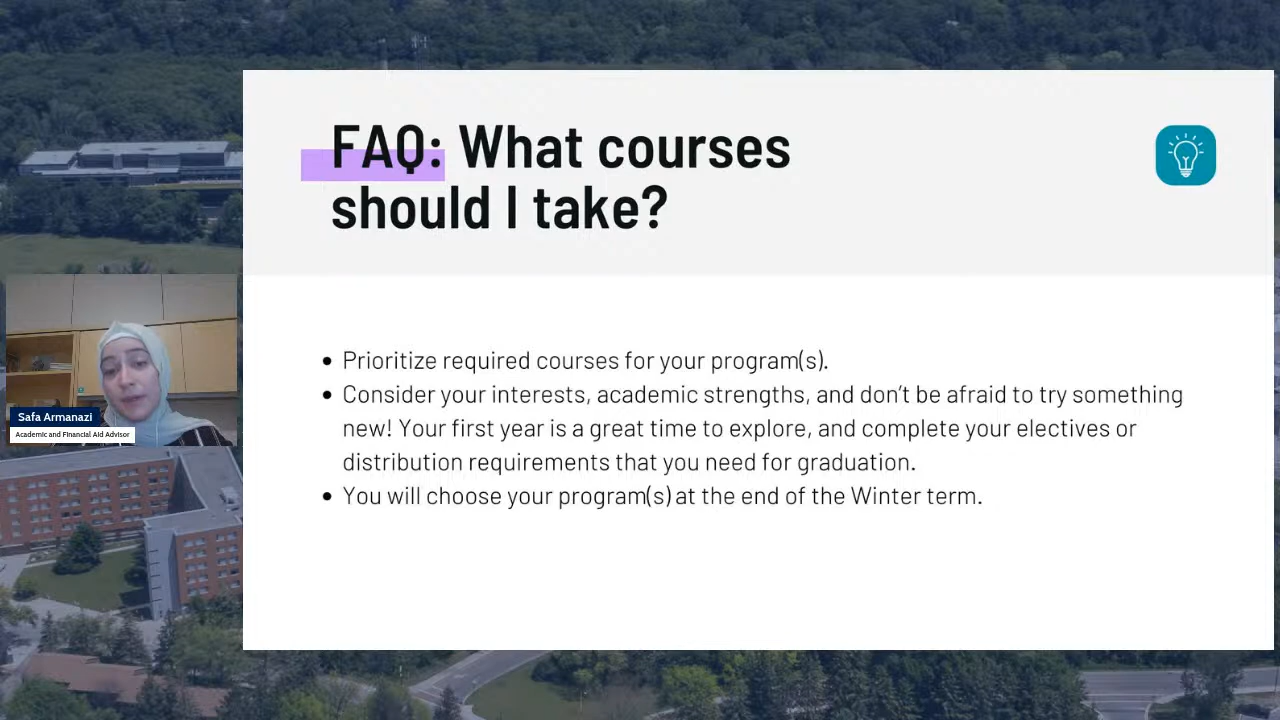 FAQ: What courses
should I take?
Prioritize required courses for your program(s).
Consider your interests, academic strengths, and don't be afraid to try something
new! Your first year is a great time to explore, and complete your electives or
distribution requirements that you need for graduation.
You will choose your program(s) at the end of the Winter term.
Safa Armanazi
Academic and Financial Aid Advisor